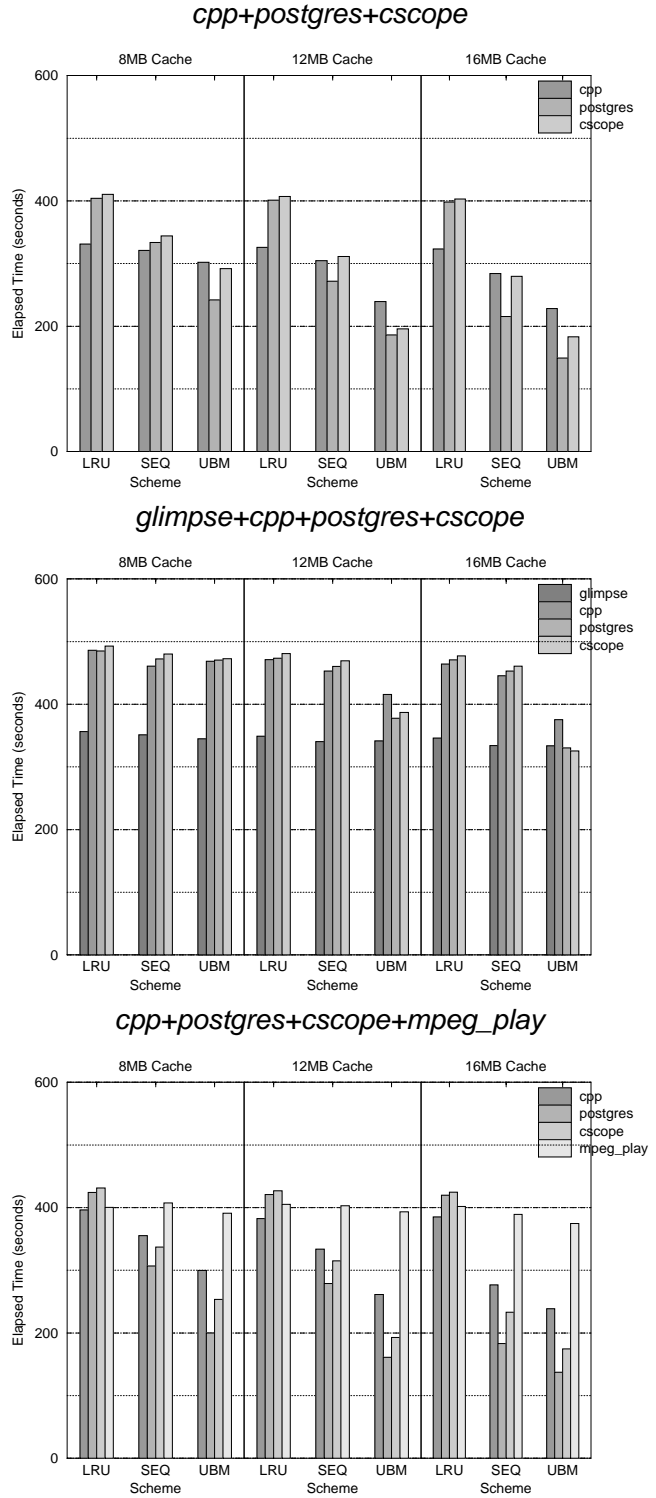 cpp+postgres+cscope
8MB Cache 12MB Cache 16MB Cache
600
cpp
postgres
cscope
400
Elapsed Time (seconds)
200
0
LRU SEQ UBM LRU SEQ UBM LRU SEQ UBM
Scheme Scheme Scheme
glimpse+cpp+postgres+cscope
8MB Cache 12MB Cache 16MB Cache
600
glimpse
cpp
postgres
cscope
400
Elapsed Time (seconds)
200
0
LRU SEQ UBM LRU SEQ UBM LRU SEQ UBM
Scheme Scheme Scheme
cpp+postgres+cscope+mpeg_play
8MB Cache 12MB Cache 16MB Cache
600
cpp
postgres
cscope
mpeg_play
400
Elapsed Time (seconds)
200
0
LRU SEQ UBM LRU SEQ UBM LRU SEQ UBM
Scheme Scheme Scheme